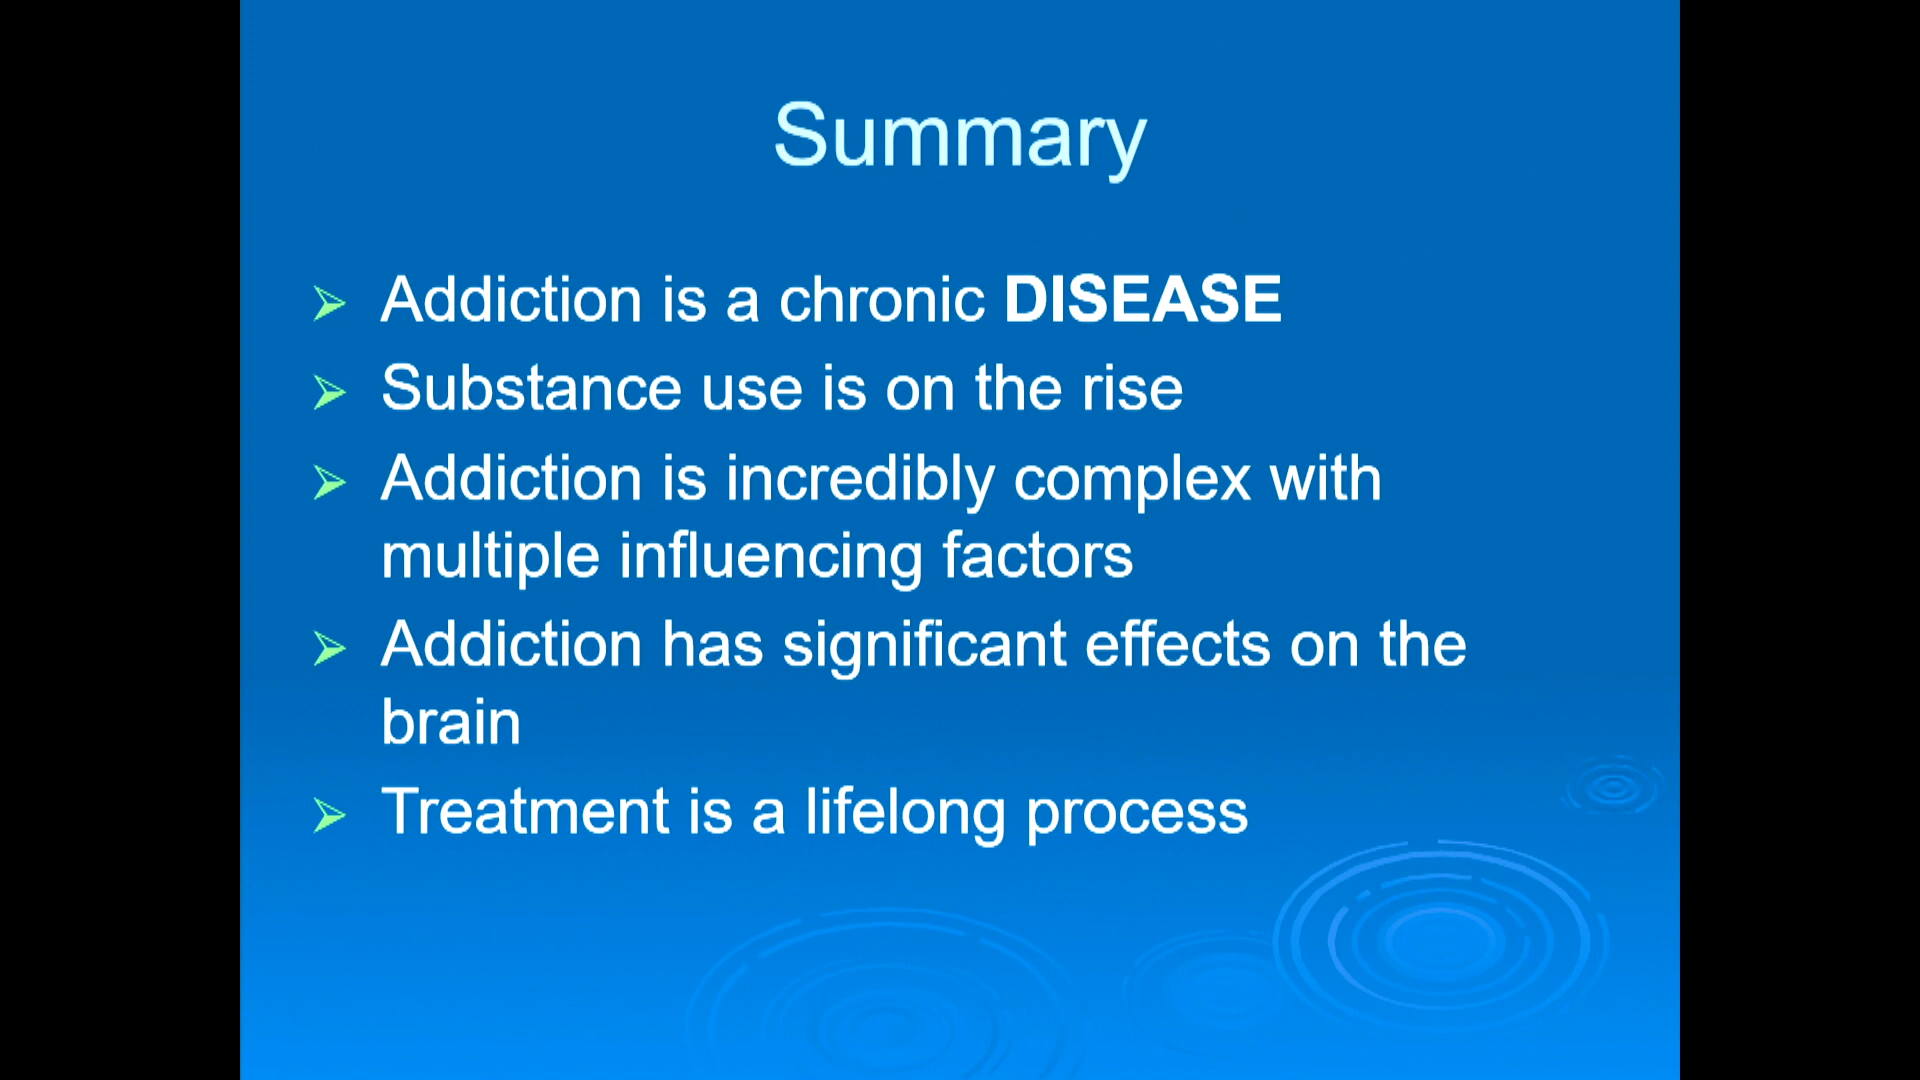 Summary
Addiction is a chronic DISEASE
Substance use is on the rise
Addiction is incredibly complex with
multiple influencing factors
Addiction has significant effects on the
brain
Treatment is a lifelong process